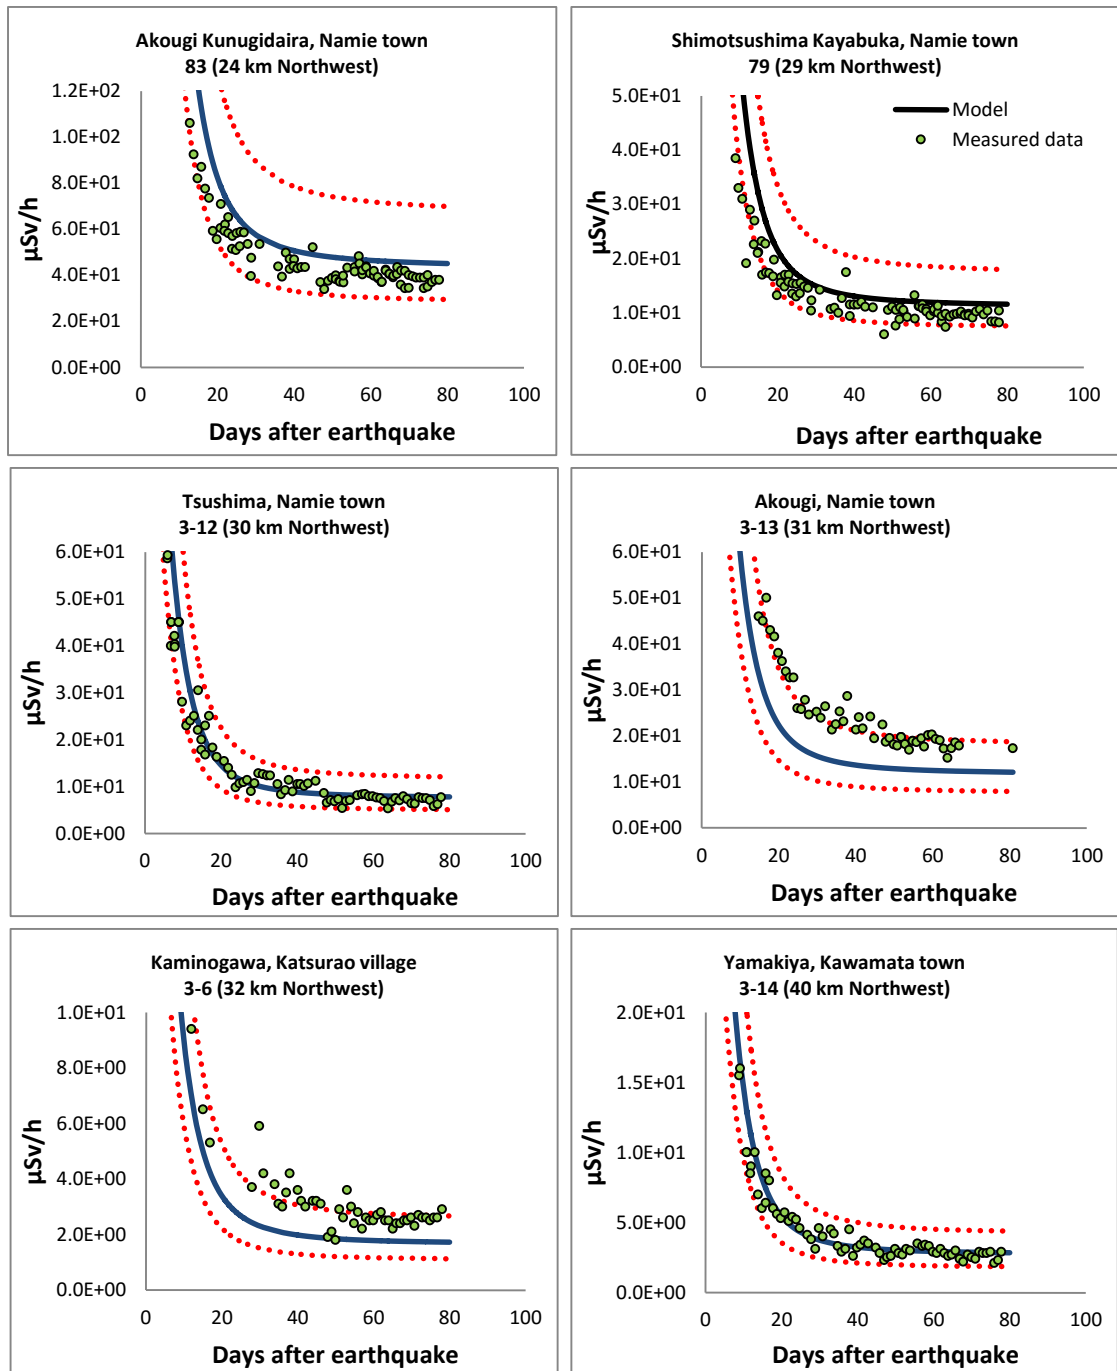 Akougi Kunugidaira, Namie town
83 (24 km Northwest)
1.2E+02
1.0E+02
8.0E+01
6.0E+01
4.0E+01
2.0E+01
0.0E+00
µSv/h
0 20 40 60 80 100
Days after earthquake
Shimotsushima Kayabuka, Namie town
79 (29 km Northwest)
5.0E+01
4.0E+01
3.0E+01
2.0E+01
1.0E+01
0.0E+00
µSv/h
Model
Measured data
0 20 40 60 80 100
Days after earthquake
Tsushima, Namie town
3-12 (30 km Northwest)
6.0E+01
5.0E+01
4.0E+01
3.0E+01
2.0E+01
1.0E+01
0.0E+00
µSv/h
0 20 40 60 80 100
Days after earthquake
Akougi, Namie town
3-13 (31 km Northwest)
6.0E+01
5.0E+01
4.0E+01
3.0E+01
2.0E+01
1.0E+01
0.0E+00
µSv/h
0 20 40 60 80 100
Days after earthquake
Kaminogawa, Katsurao village
3-6 (32 km Northwest)
1.0E+01
8.0E+00
6.0E+00
4.0E+00
2.0E+00
0.0E+00
µSv/h
0 20 40 60 80 100
Days after earthquake
Yamakiya, Kawamata town
3-14 (40 km Northwest)
2.0E+01
1.5E+01
1.0E+01
5.0E+00
0.0E+00
µSv/h
0 20 40 60 80 100
Days after earthquake